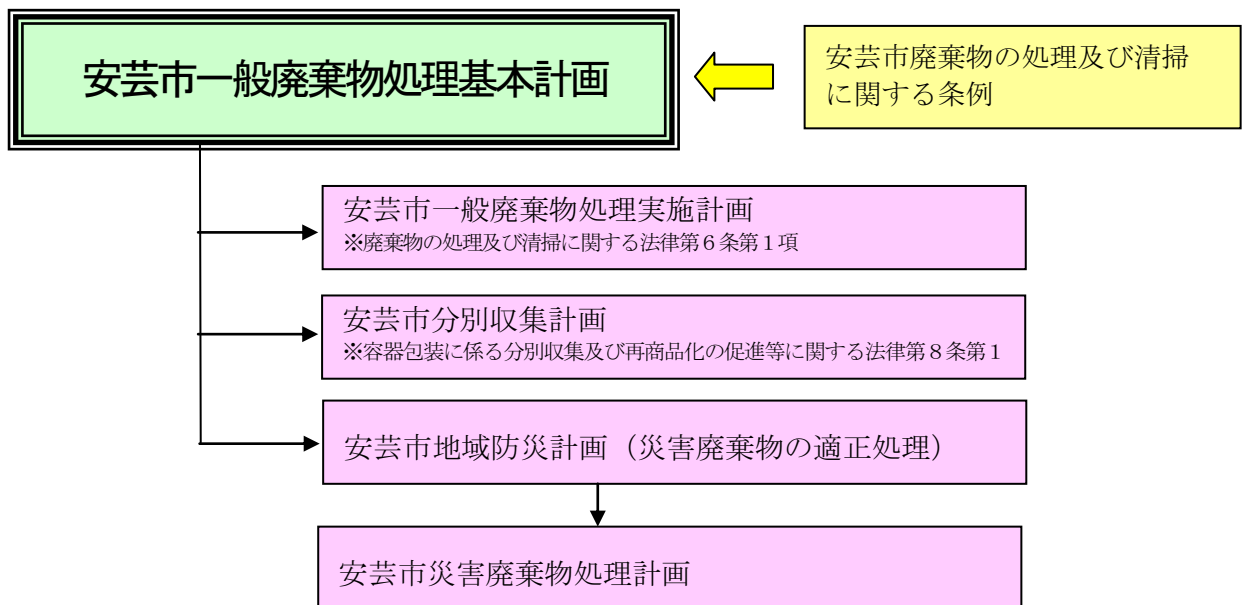 安芸市一般廃棄物処理基本計画
安芸市廃棄物の処理及び清掃
に関する条例
安芸市一般廃棄物処理実施計画
※廃棄物の処理及び清掃に関する法律第６条第１項
安芸市分別収集計画
※容器包装に係る分別収集及び再商品化の促進等に関する法律第８条第１
安芸市地域防災計画（災害廃棄物の適正処理）
安芸市災害廃棄物処理計画